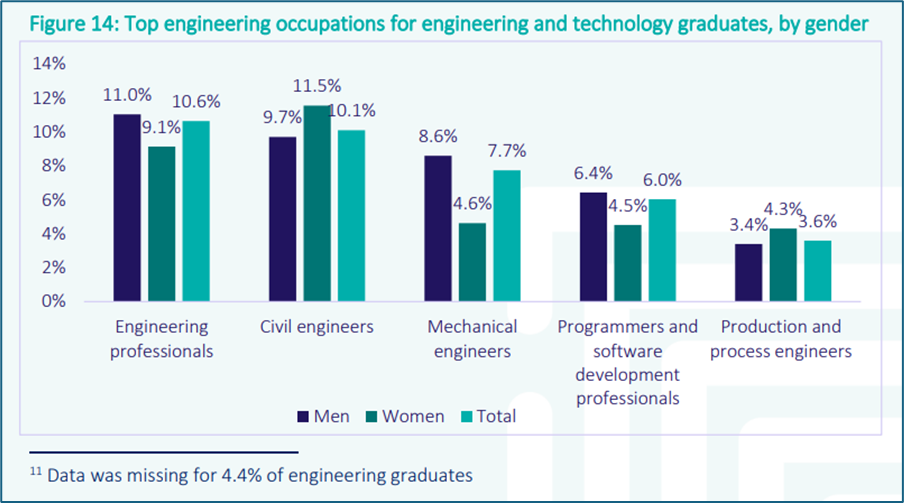 Figure 14: Top engineering occupations for engineering and technology graduates, by gender
14%
12%
10%
8%
6%
4%
2%
0%
11.0%
9.1%
10.6%
9.7%
11.5%
10.1%
8.6%
4.6%
7.7%
6.4%
4.5%
6.0%
3.4%
4.3%
3.6%
Engineering
professionals
Civil engineers
Mechanical
engineers
Programmers and
software
development
professionals
Production and
process engineers
Men Women Total
11 Data was missing for 4.4% of engineering graduates